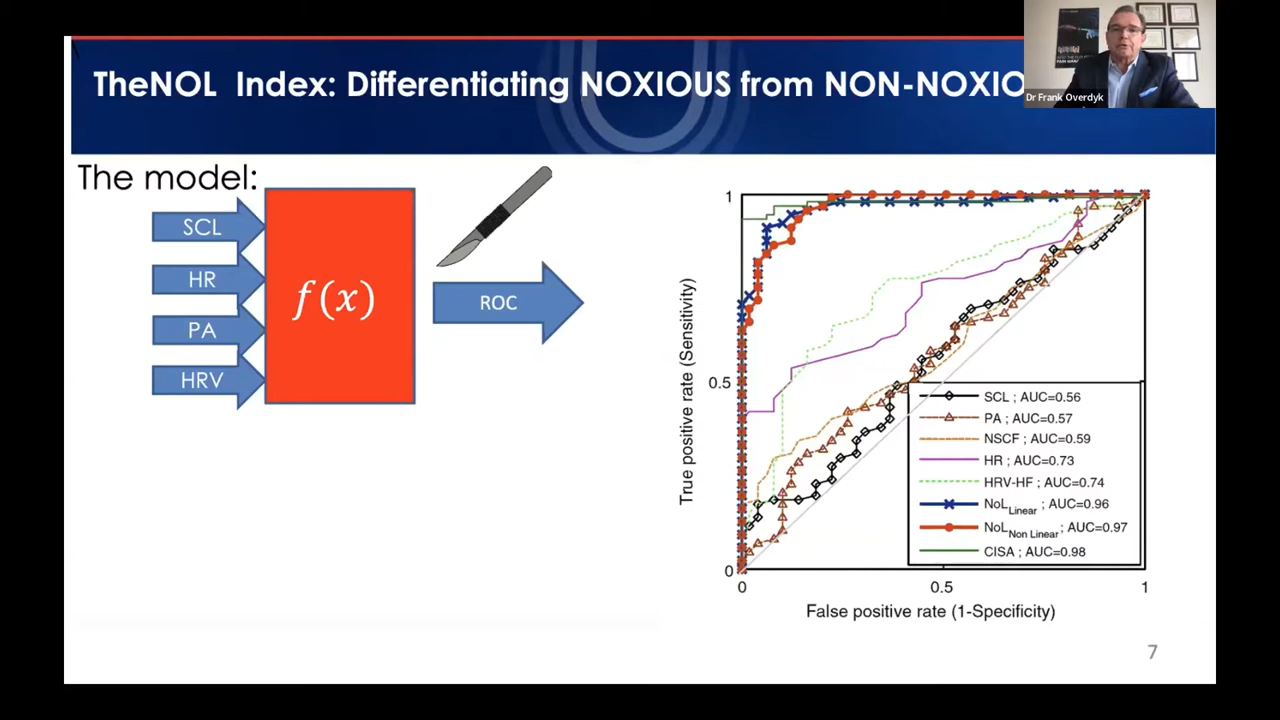 TheNOL Index: Differentiating NOXIOUS from NON-NOXIO
Dr Frank Overdyk
The model:
SCL
HR
PA
HRV
f(x)
ROC
True positive rate (Sensitivity)
1
0.5
0
0
0.5
1
False positive rate (1-Specificity)
SCL ; AUC=0.56
PA ; AUC=0.57
NSCF ; AUC=0.59
HR ; AUC=0.73
HRV-HF ; AUC=0.74
NoL Linear ; AUC=0.96
NoL Non Linear ; AUC=0.97
CISA ; AUC=0.98
7